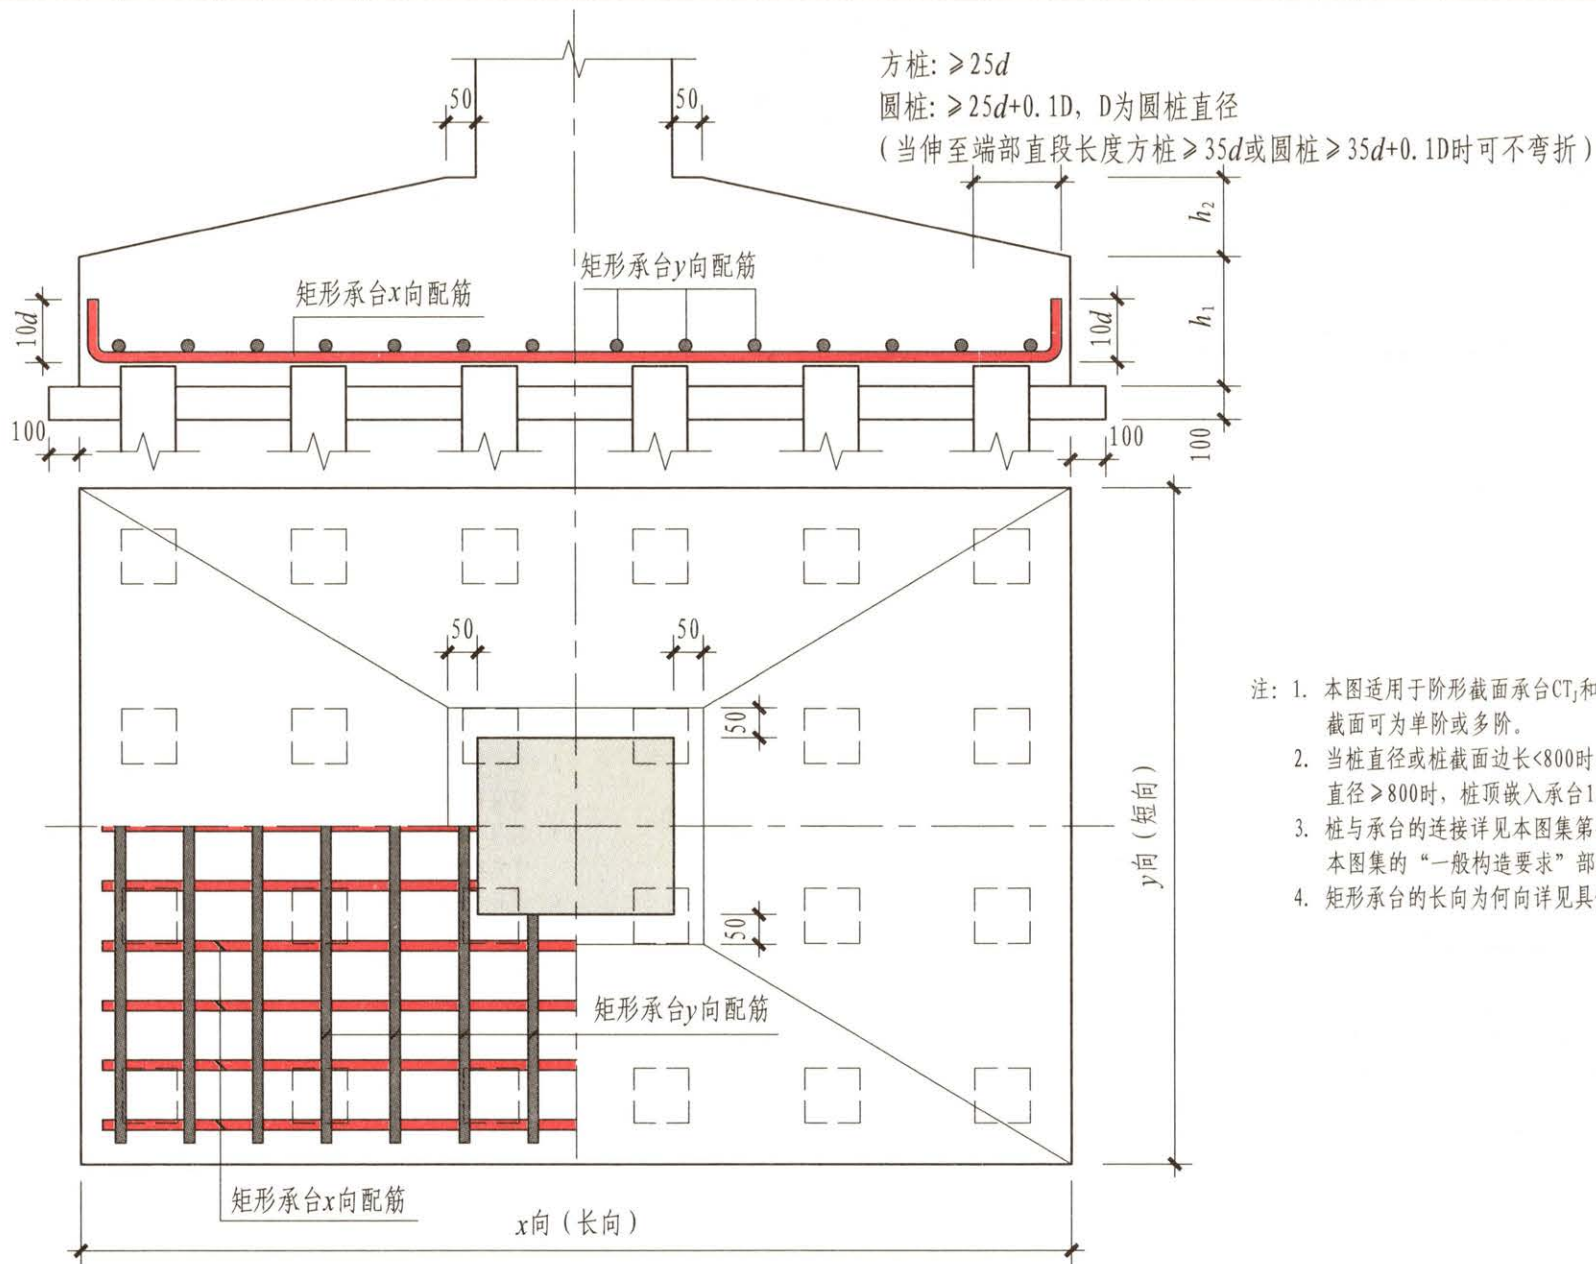 方桩: ≥25d
圆桩: ≥25d+0.1D, D为圆桩直径
(当伸至端部直段长度方桩≥35d或圆桩≥35d+0.1D时可不弯折)
50
50
h₂
矩形承台y向配筋
矩形承台x向配筋
10d
10d
h₁
100
100
100
50
50
50
注: 1. 本图适用于阶形截面承台CTⱼ和
截面可为单阶或多阶。
2. 当桩直径或桩截面边长<800时
直径≥800时, 桩顶嵌入承台1
3. 桩与承台的连接详见本图集第
本图集的“一般构造要求”部
4. 矩形承台的长向为何向详见具
y向 (短向)
50
矩形承台y向配筋
矩形承台x向配筋
x向 (长向)